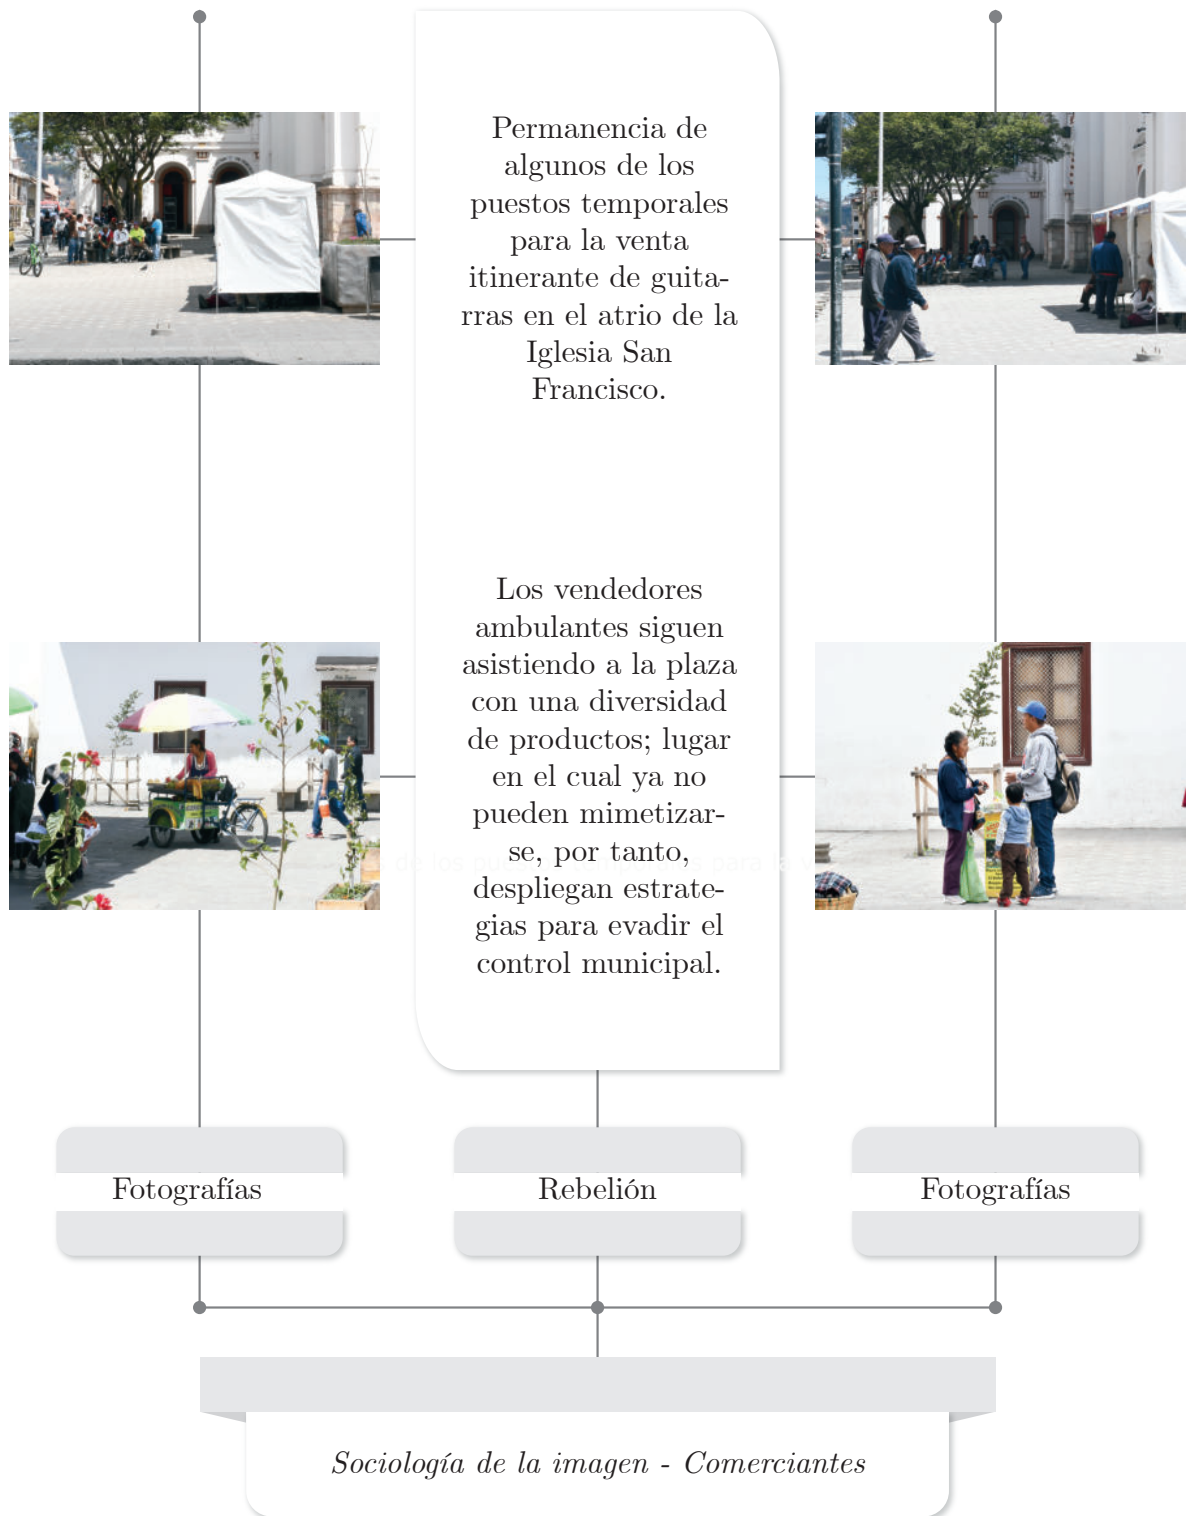 Permanencia de
algunos de los
puestos temporales
para la venta
itinerante de guita-
rras en el atrio de la
Iglesia San
Francisco.
Los vendedores
ambulantes siguen
asistiendo a la plaza
con una diversidad
de productos; lugar
en el cual ya no
pueden mimetizar-
se, por tanto,
despliegan estrate-
gias para evadir el
control municipal.
Fotografías
Rebelión
Fotografías
Sociología de la imagen - Comerciantes